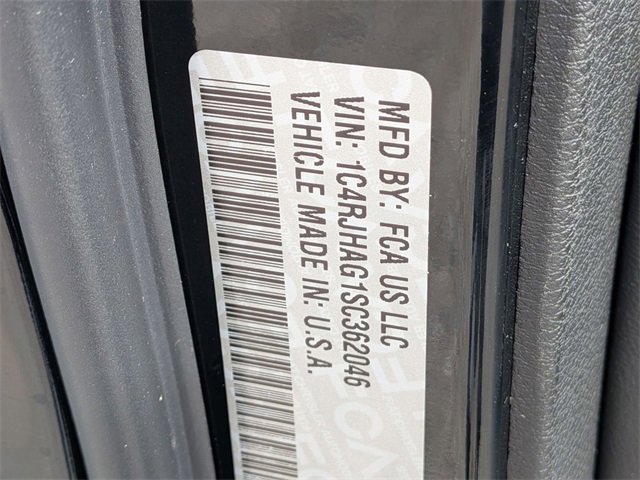 MFD BY: FCA US LLC
VIN: 1C4RJHAG1SC362046
VEHICLE MADE IN: U.S.A.